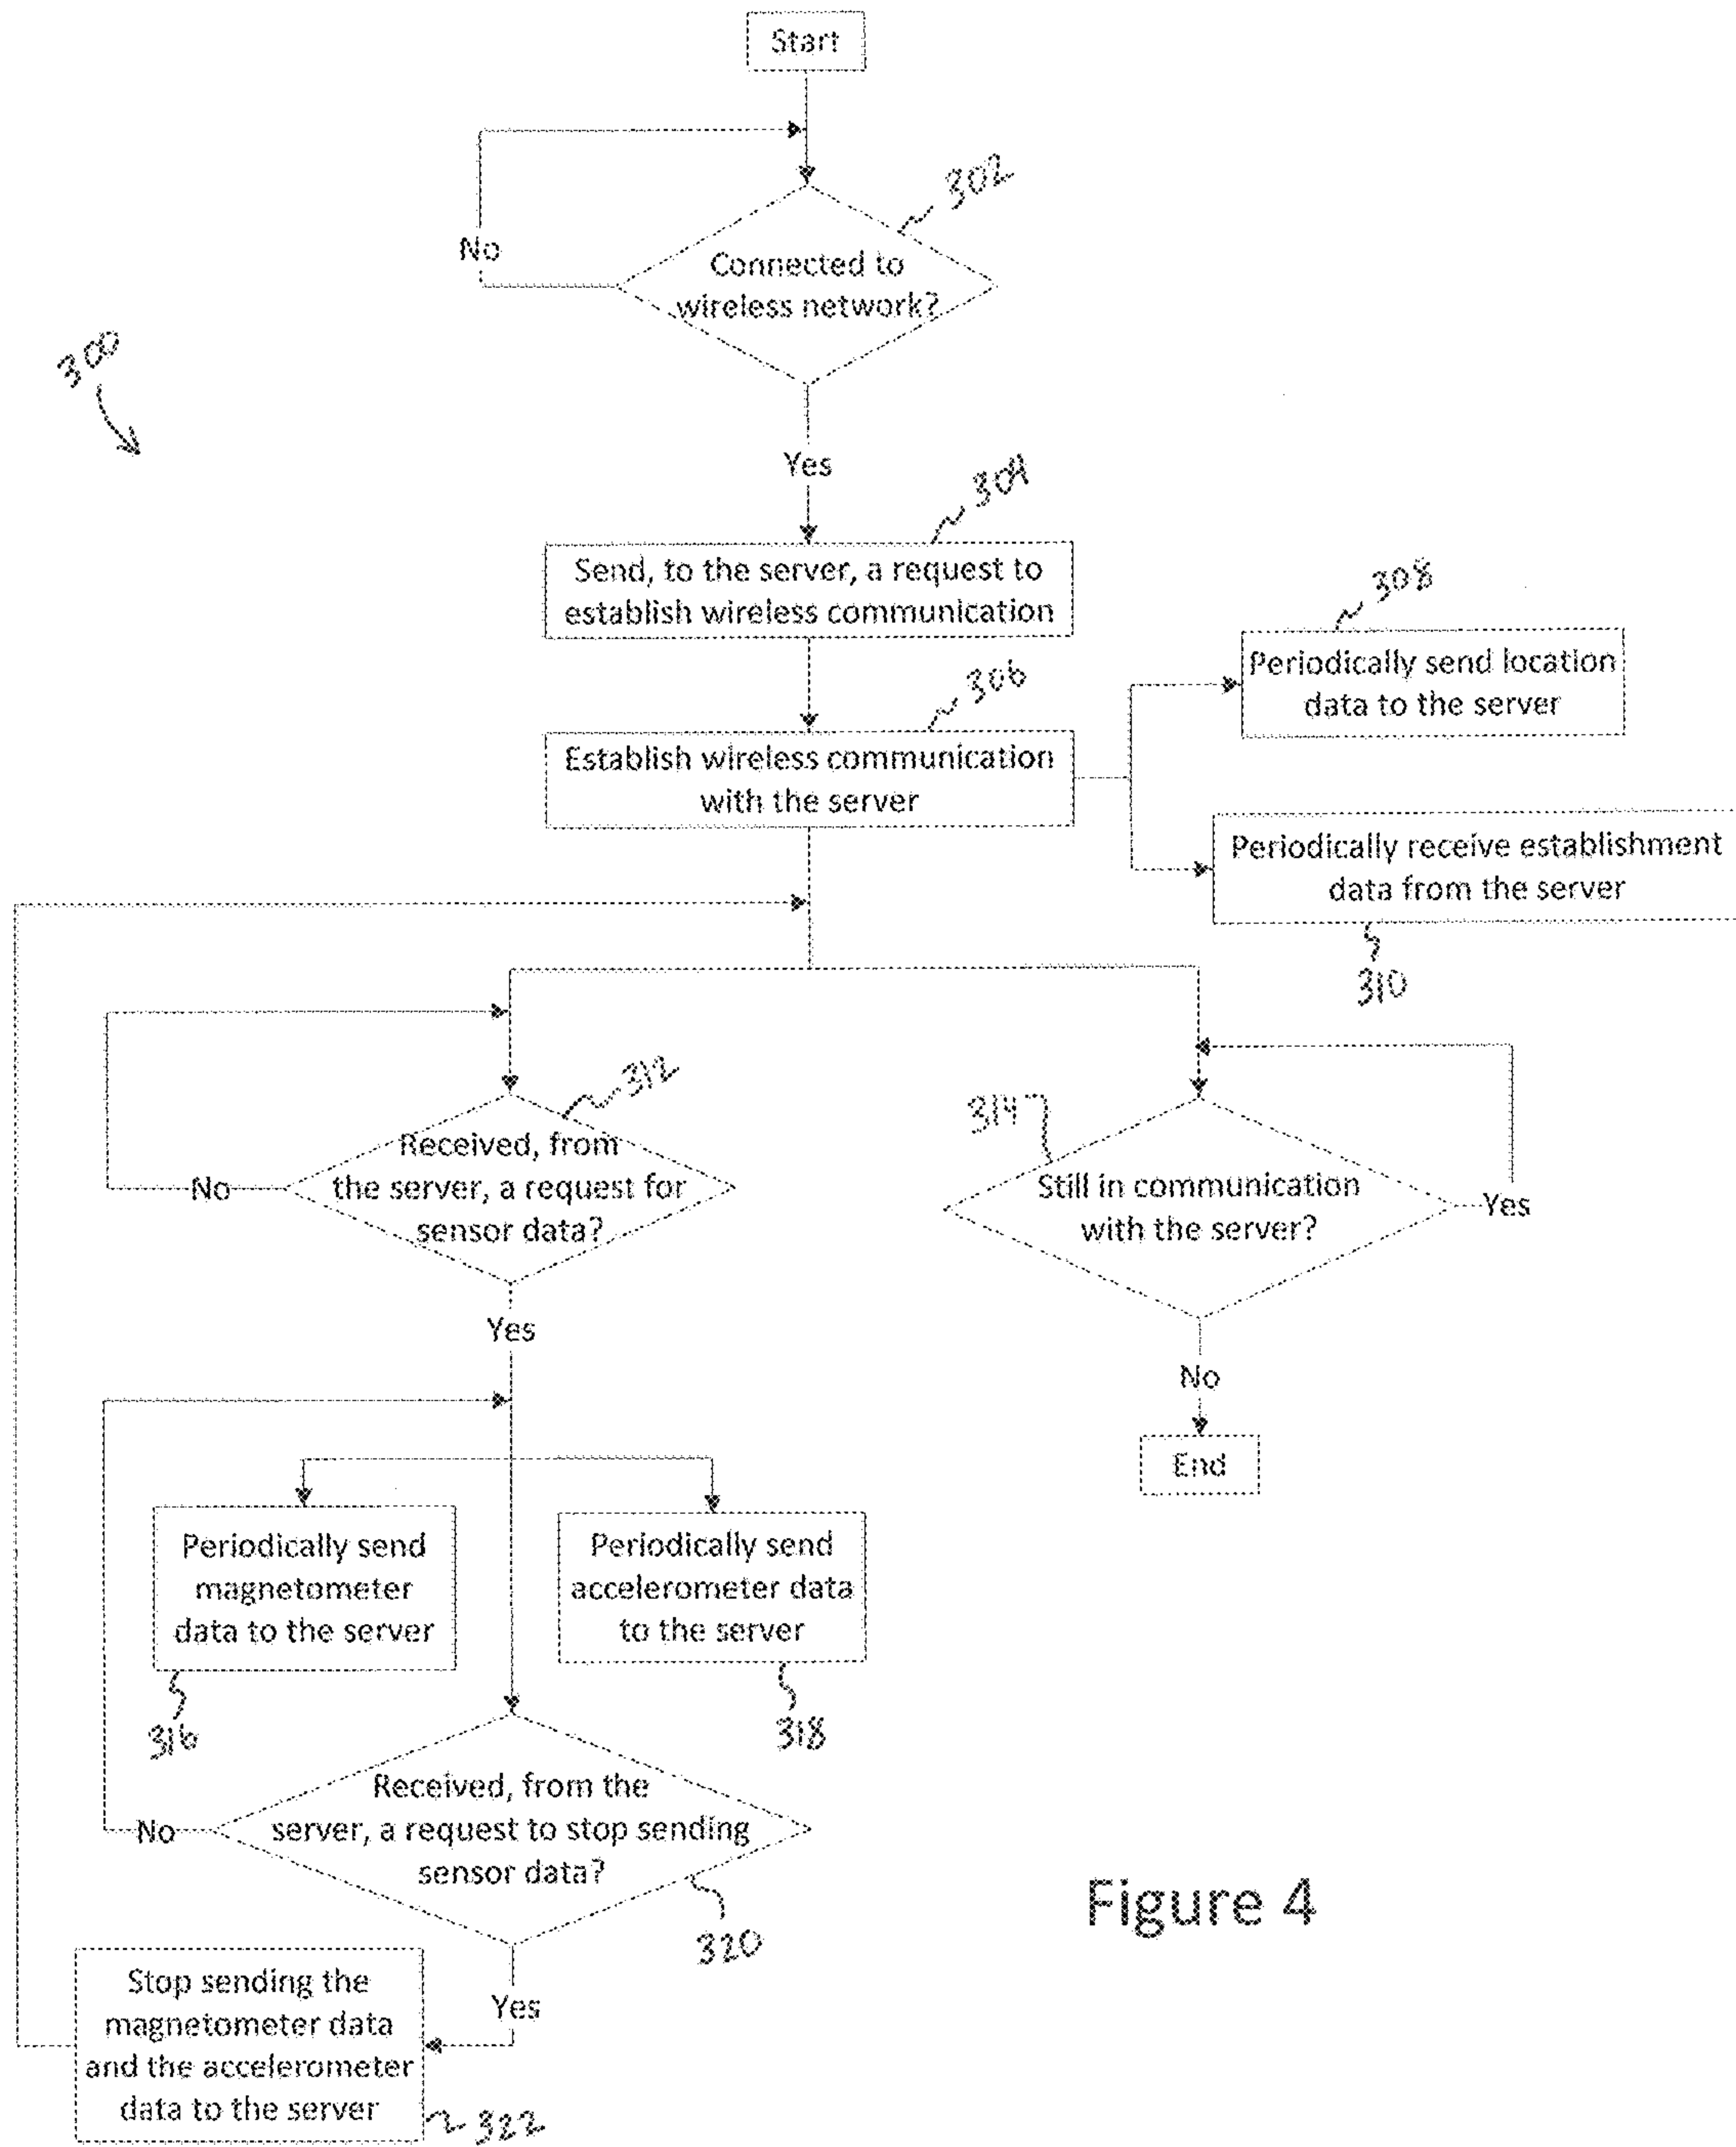 Start
302
No
Connected to
wireless network?
300
Yes
304
Send, to the server, a request to
establish wireless communication
308
Periodically send location
data to the server
306
Establish wireless communication
with the server
Periodically receive establishment
data from the server
310
312
Received, from
the server, a request for
sensor data?
No
314
Still in communication
with the server?
Yes
Yes
No
End
Periodically send
magnetometer
data to the server
316
Periodically send
accelerometer data
to the server
318
Received, from the
server, a request to stop sending
sensor data?
No
320
Yes
Stop sending the
magnetometer data
and the accelerometer
data to the server
322
Figure 4